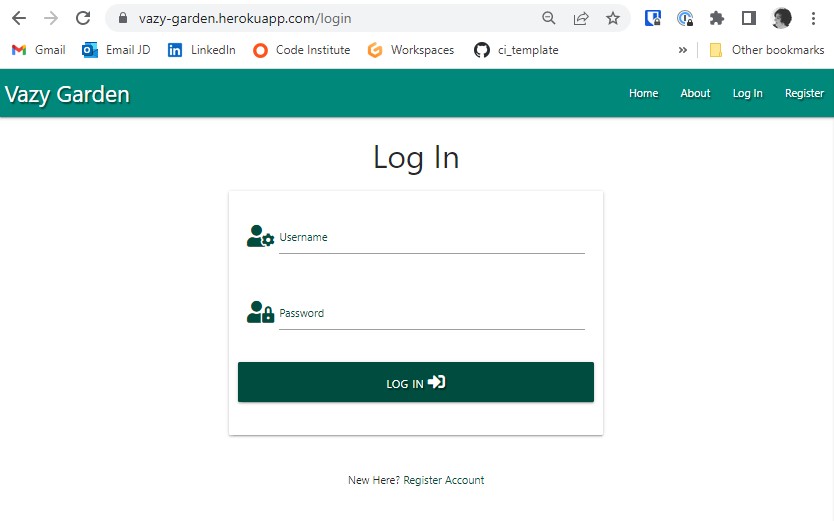 vazy-garden.herokuapp.com/login
Gmail Email JD LinkedIn Code Institute Workspaces ci_template » Other bookmarks
Vazy Garden Home About Log In Register
Log In
Username
Password
LOG IN
New Here? Register Account